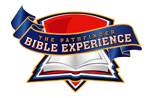 THE PATHFINDER
BIBLE EXPERIENCE